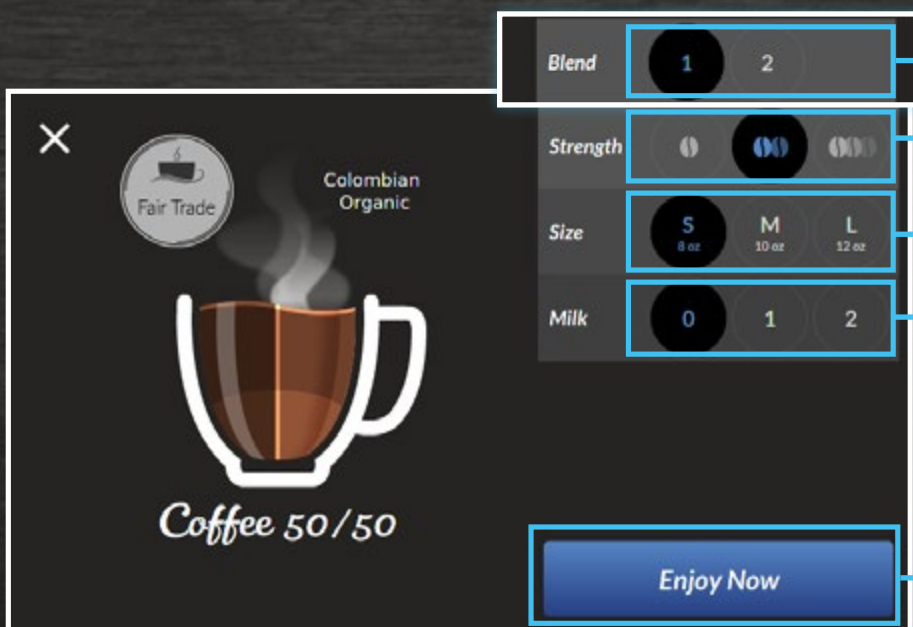 Blend 1 2
Fair Trade
Colombian
Organic
Strength
Size S M L
8 oz 10 oz 12 oz
Milk 0 1 2
Coffee 50/50
Enjoy Now